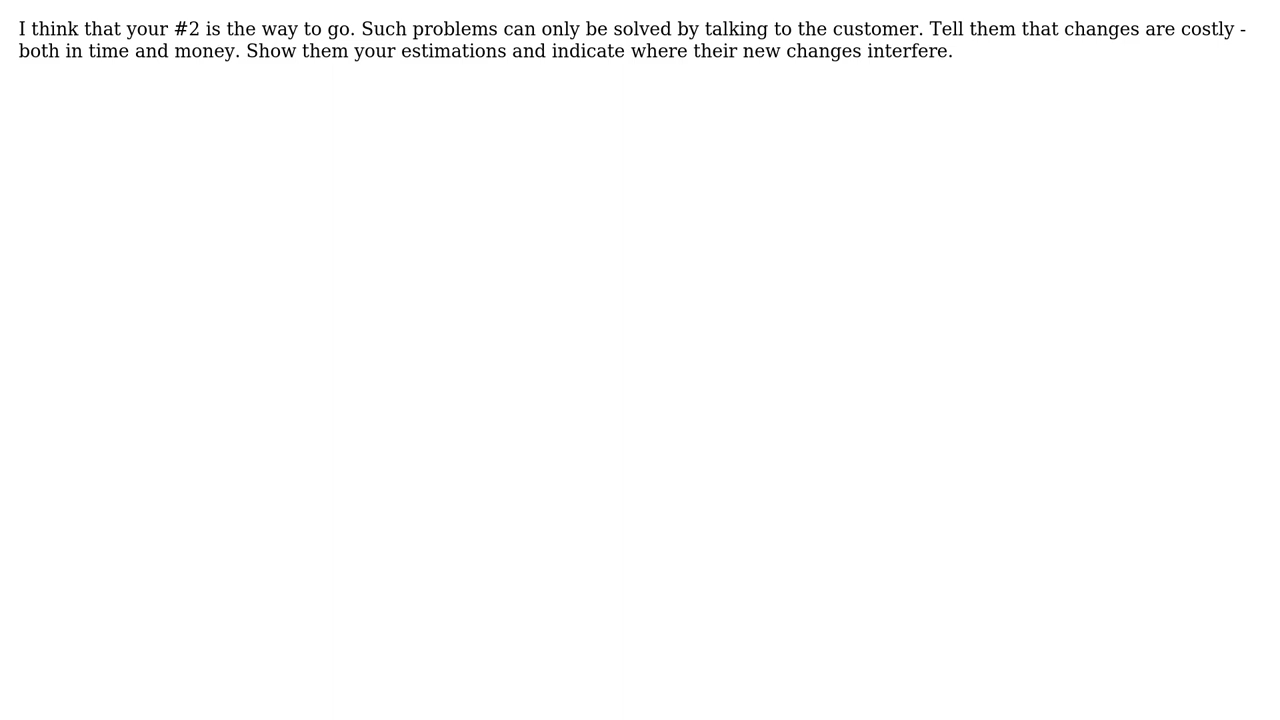 I think that your #2 is the way to go. Such problems can only be solved by talking to the customer. Tell them that changes are costly -
both in time and money. Show them your estimations and indicate where their new changes interfere.